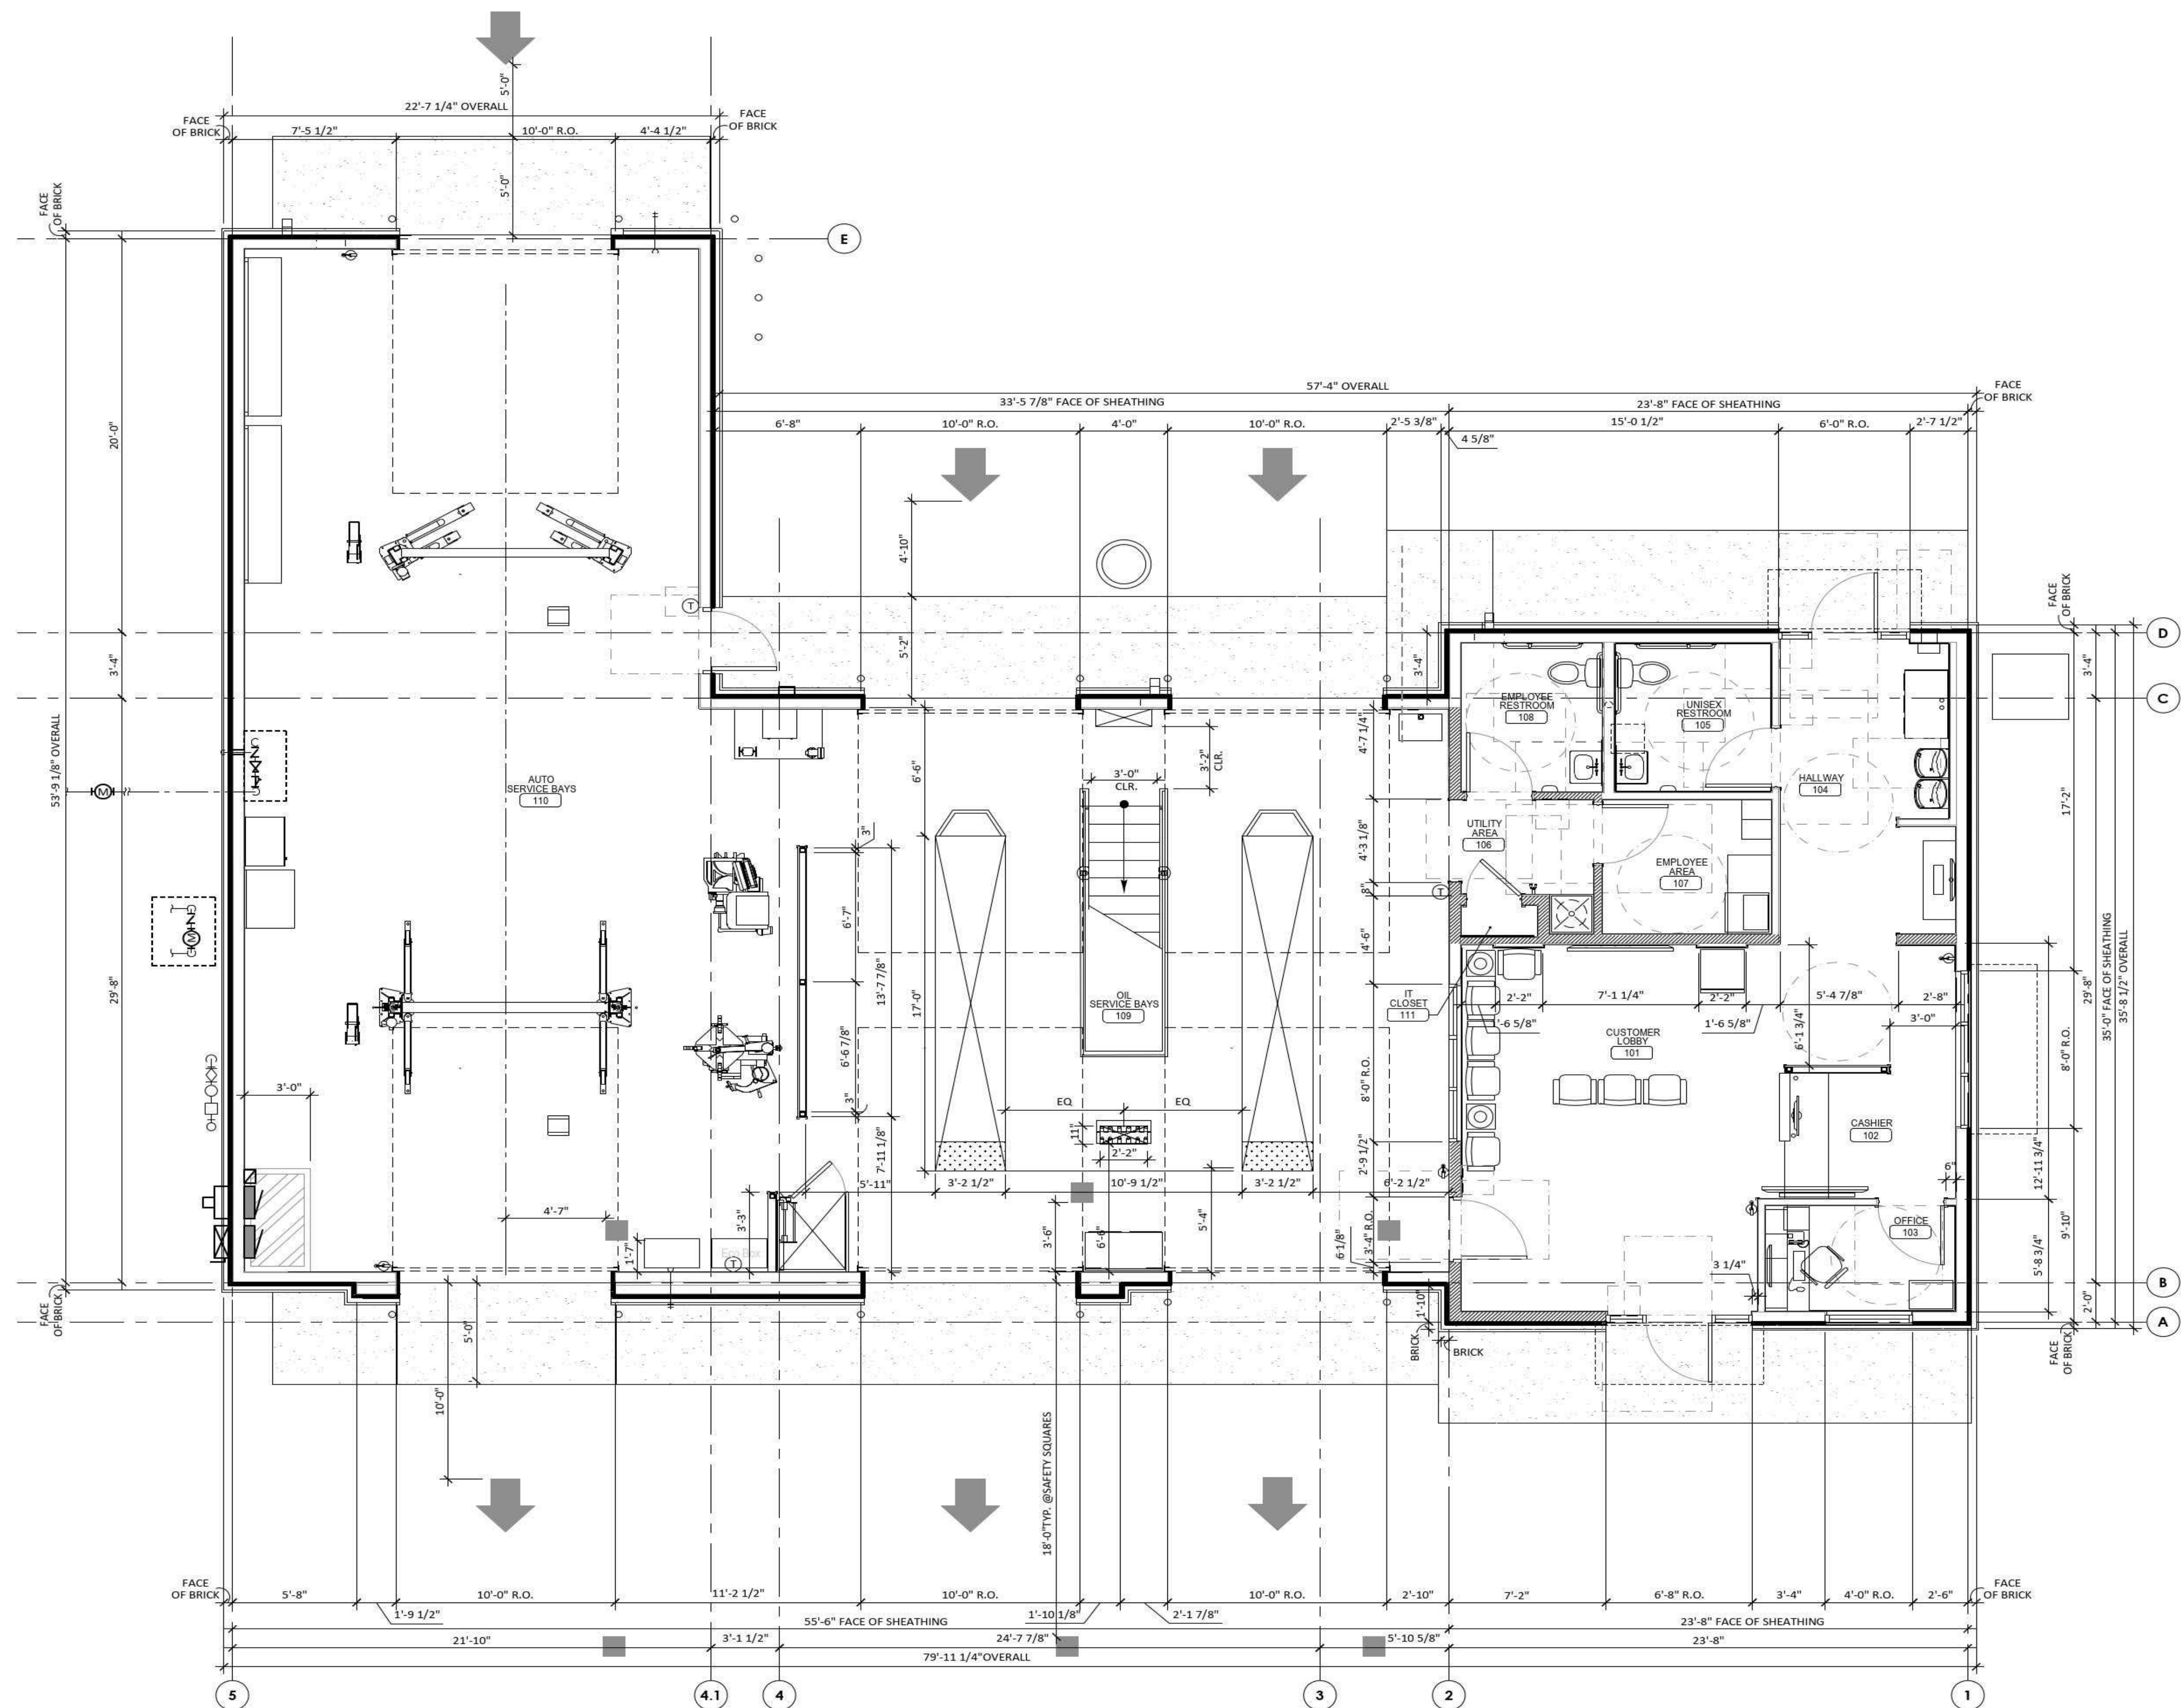 5'-0"
22'-7 1/4" OVERALL
FACE
OF BRICK
FACE
OF BRICK
7'-5 1/2"
10'-0" R.O.
4'-4 1/2"
5'-0"
FACE
OF BRICK
E
57'-4" OVERALL
FACE
OF BRICK
33'-5 7/8" FACE OF SHEATHING
23'-8" FACE OF SHEATHING
6'-8"
10'-0" R.O.
4'-0"
10'-0" R.O.
2'-5 3/8"
15'-0 1/2"
6'-0" R.O.
2'-7 1/2"
4 5/8"
20'-0"
4'-10"
5'-2"
FACE
OF BRICK
T
D
3'-4"
3'-4"
3'-4"
C
53'-9 1/8" OVERALL
EMPLOYEE
RESTROOM
108
UNISEX
RESTROOM
105
4'-7 1/4"
3'-2"
CLR.
6'-6"
3'-0"
CLR.
AUTO
SERVICE BAYS
110
HALLWAY
104
M
17'-2"
3"
UTILITY
AREA
106
4'-3 1/8"
EMPLOYEE
AREA
107
8"
T
M
6'-7"
4'-6"
29'-8"
13'-7 7/8"
17'-0"
OIL
SERVICE BAYS
109
IT
CLOSET
111
2'-2"
7'-1 1/4"
2'-2"
5'-4 7/8"
2'-8"
1'-6 5/8"
1'-6 5/8"
3'-0"
6'-1 3/4"
CUSTOMER
LOBBY
101
29'-8"
35'-0" FACE OF SHEATHING
35'-8 1/2" OVERALL
8'-0" R.O.
6'-6 7/8"
3"
8'-0" R.O.
3'-0"
EQ
EQ
11"
2'-2"
CASHIER
102
7'-11 1/8"
2'-9 1/2"
12'-11 3/4"
6"
5'-11"
3'-2 1/2"
10'-9 1/2"
3'-2 1/2"
6'-2 1/2"
4'-7"
3'-3"
1'-7"
Eco Box
T
3'-6"
6'-6"
5'-4"
6 1/8"
3'-4" R.O.
OFFICE
103
9'-10"
5'-8 3/4"
3 1/4"
B
2'-0"
A
FACE
OF BRICK
5'-0"
1'-10"
BRICK
BRICK
FACE
OF BRICK
10'-0"
18'-0"TYP. @SAFETY SQUARES
FACE
OF BRICK
5'-8"
10'-0" R.O.
11'-2 1/2"
10'-0" R.O.
10'-0" R.O.
2'-10"
7'-2"
6'-8" R.O.
3'-4"
4'-0" R.O.
2'-6"
FACE
OF BRICK
1'-9 1/2"
1'-10 1/8"
2'-1 7/8"
55'-6" FACE OF SHEATHING
23'-8" FACE OF SHEATHING
21'-10"
3'-1 1/2"
24'-7 7/8"
5'-10 5/8"
23'-8"
79'-11 1/4"OVERALL
5
4.1
4
3
2
1